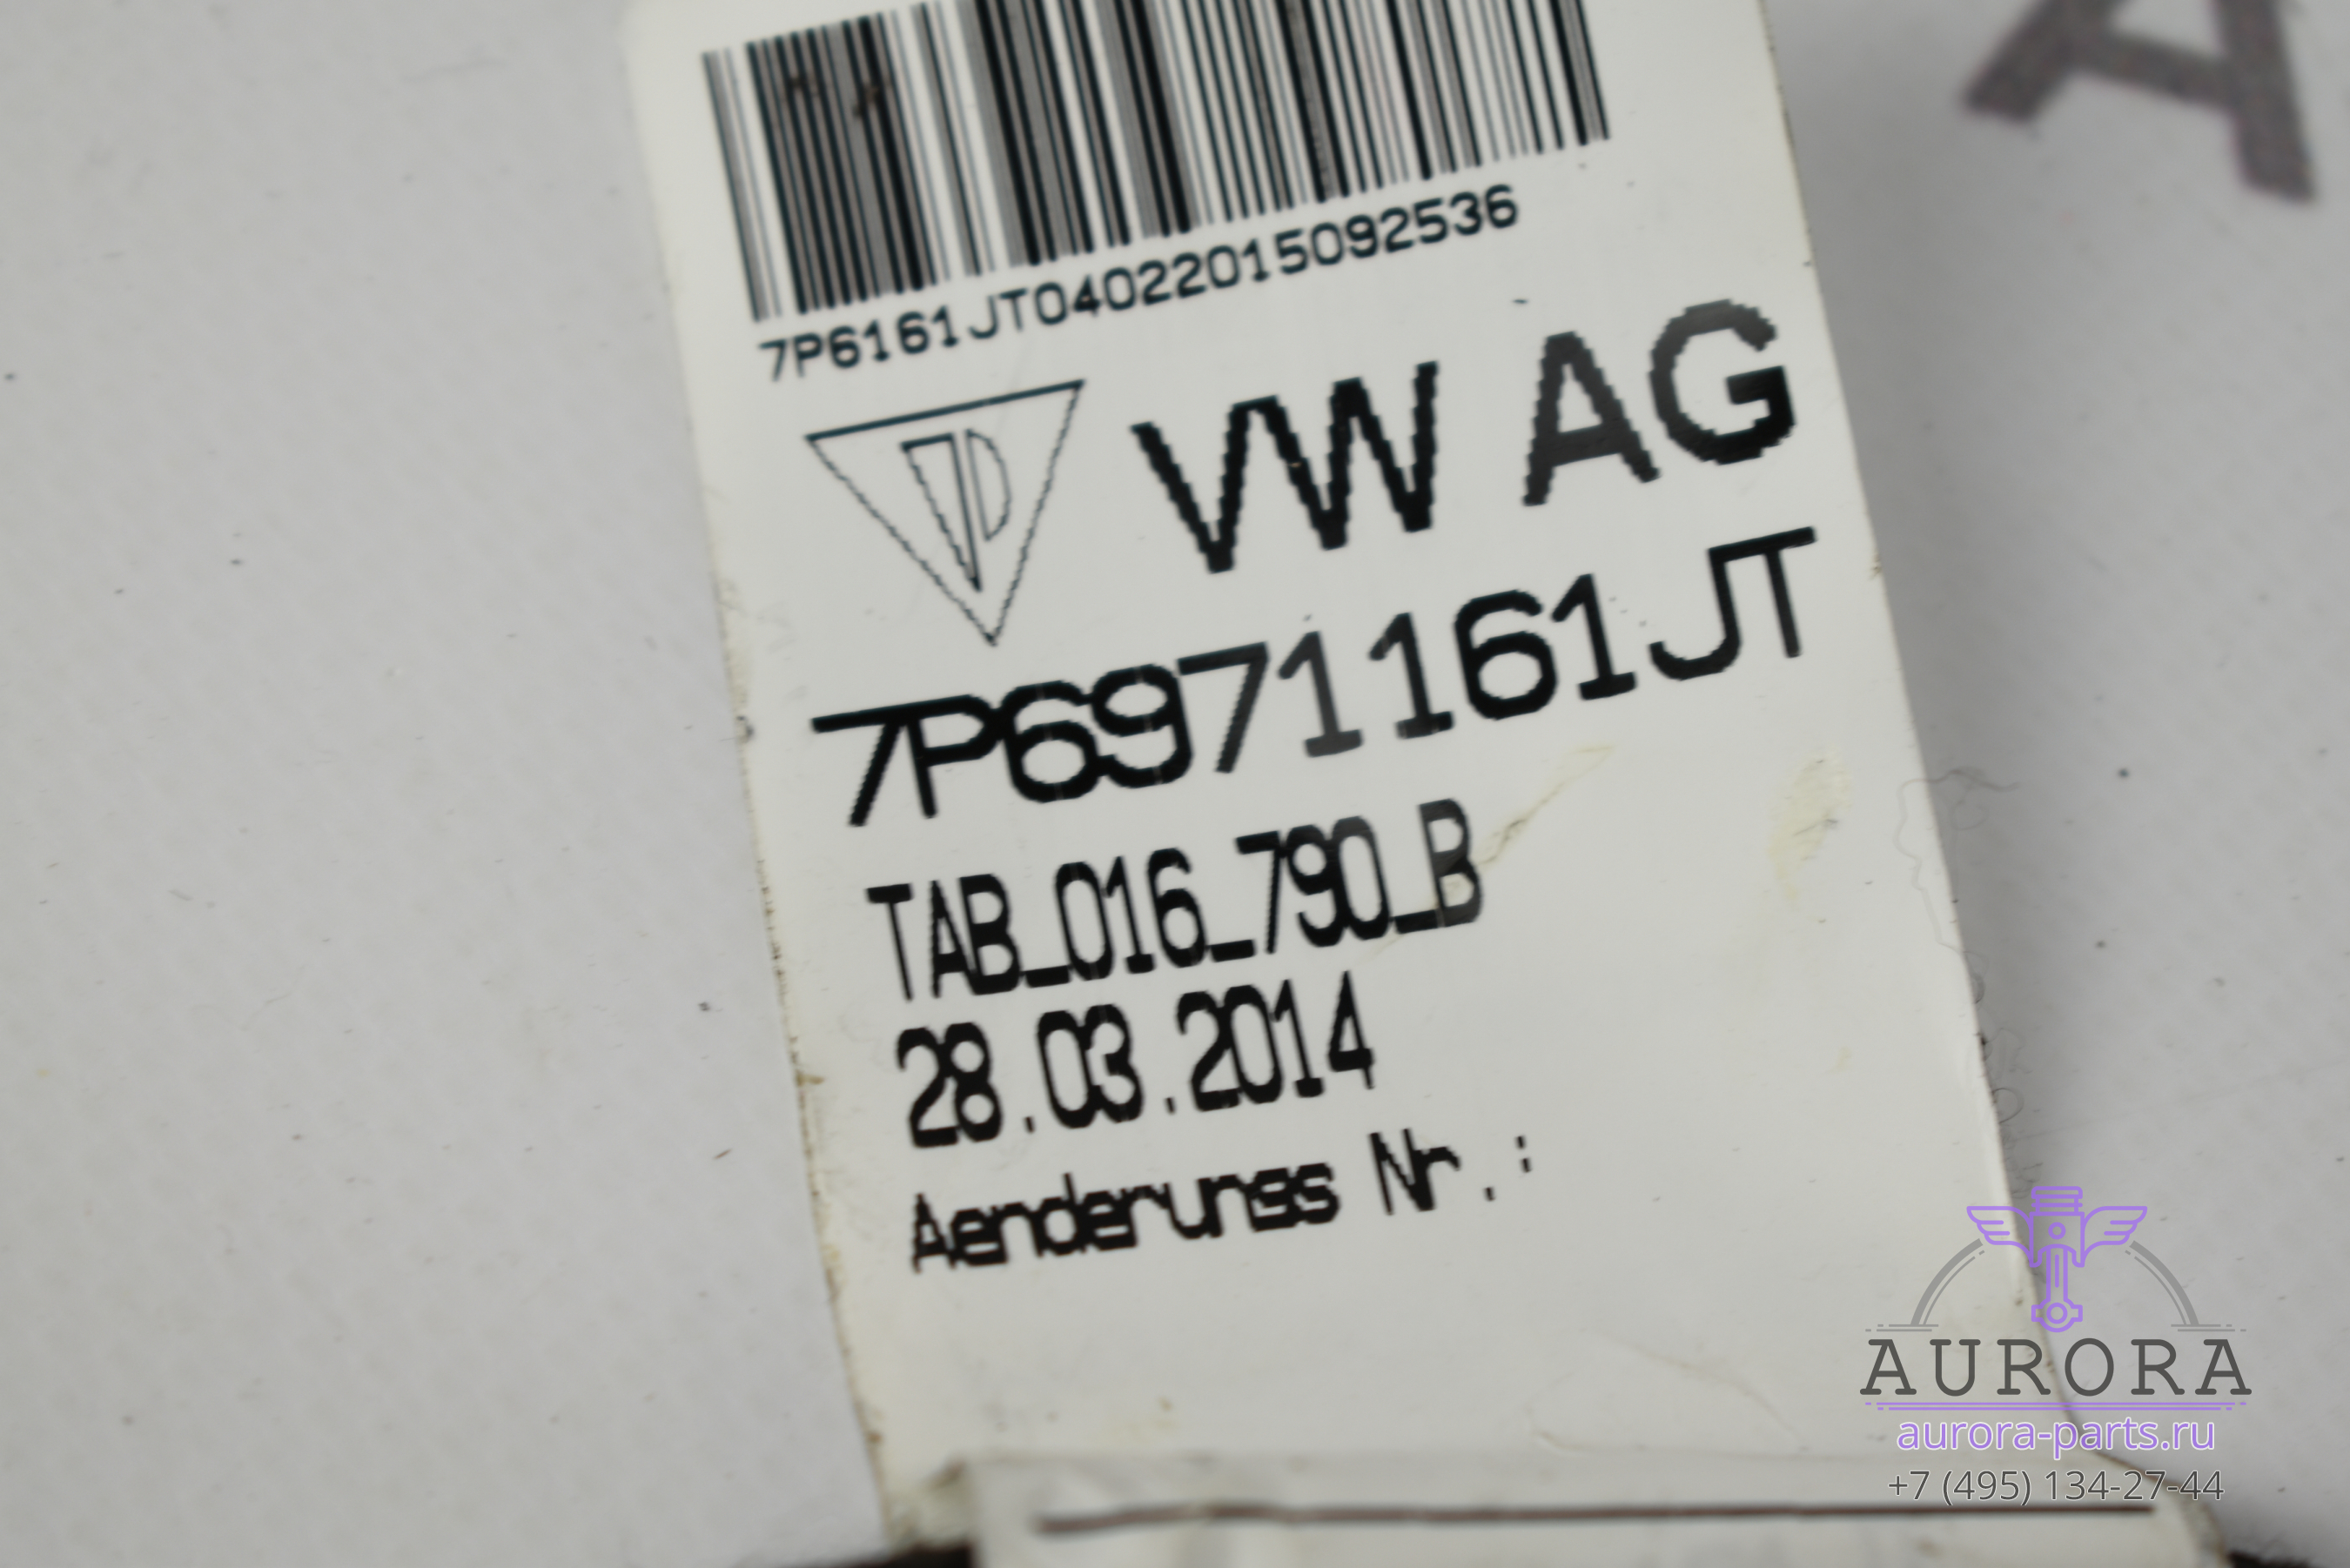 A
7P6161JT04022015092536
VW AG
7P6971161JT
TAB_016_790_B
28.03.2014
Aenderungs Nr.:
AURORA
aurora-parts.ru
+7 (495) 134-27-44